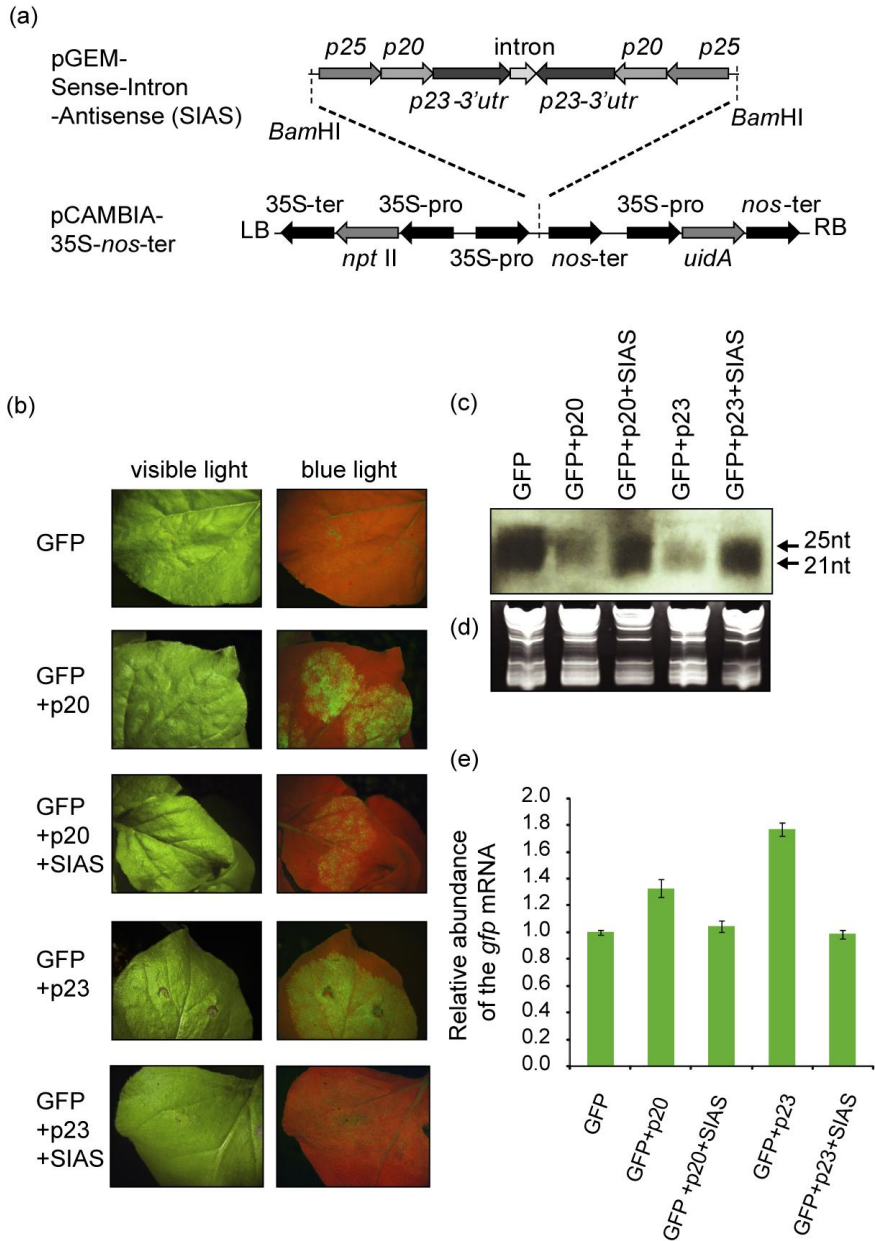 (a)
pGEM-
Sense-Intron
-Antisense (SIAS)
p25 p20 intron p20 p25
p23-3'utr p23-3'utr
BamHI BamHI
pCAMBIA-
35S-nos-ter
35S-ter 35S-pro 35S-pro nos-ter
LB RB
npt II 35S-pro nos-ter uidA
(b)
visible light blue light
GFP
GFP
+p20
GFP
+p20
+SIAS
GFP
+p23
GFP
+p23
+SIAS
(c)
GFP
GFP+p20
GFP+p20+SIAS
GFP+p23
GFP+p23+SIAS
25nt
21nt
(d)
(e)
Relative abundance
of the gfp mRNA
2.0
1.8
1.6
1.4
1.2
1.0
0.8
0.6
0.4
0.2
0.0
GFP
GFP+p20
GFP +p20+SIAS
GFP+p23
GFP+p23+SIAS